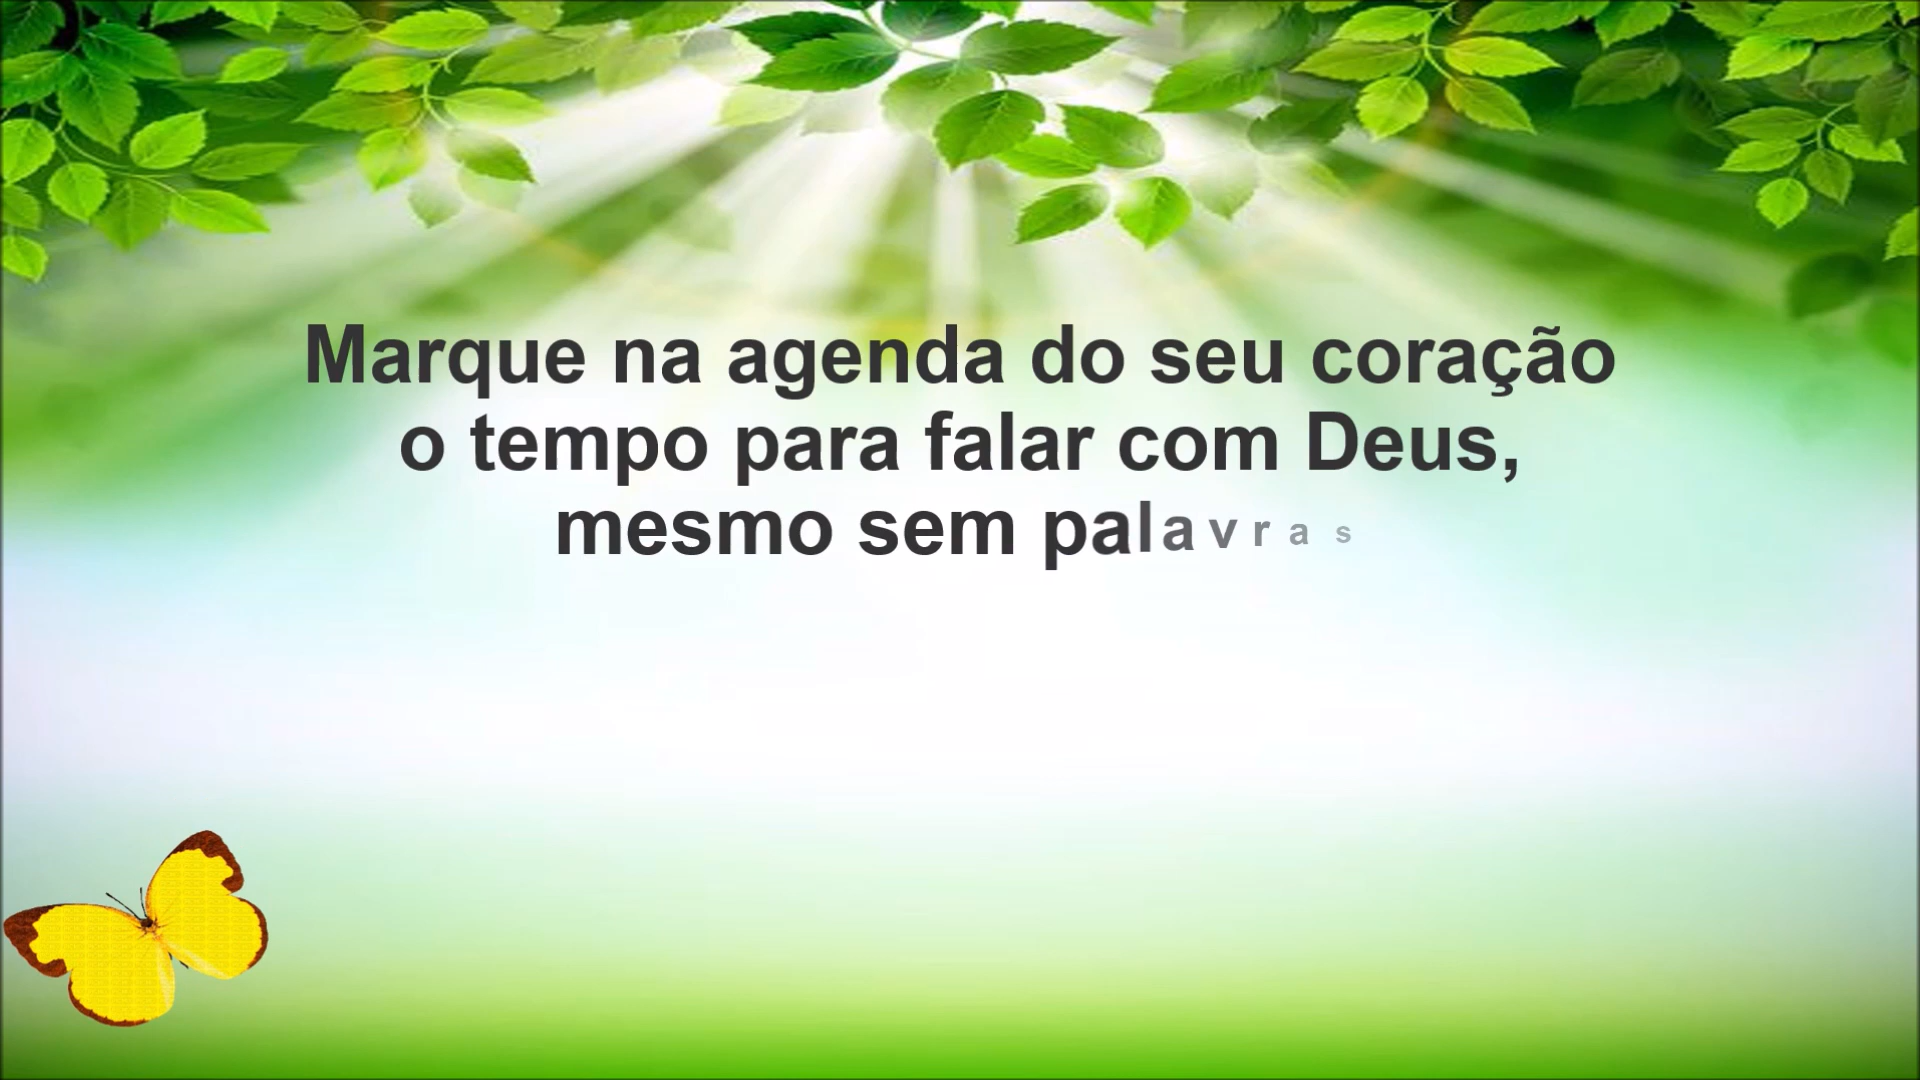 Marque na agenda do seu coração
o tempo para falar com Deus,
mesmo sem palavras